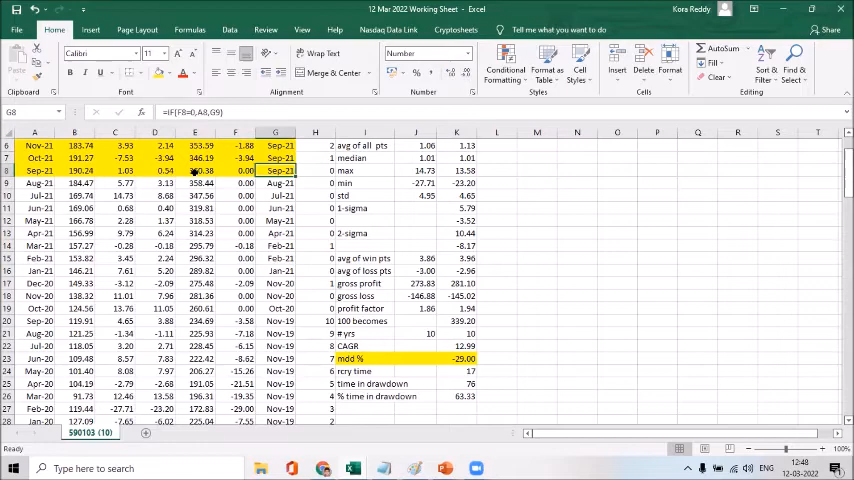 12 Mar 2022 Working Sheet - Excel
Kora Reddy
File Home Insert Page Layout Formulas Data Review View Nasdaq Data Link Cryptosheets Tell me what you want to do Share
Calibri 11 Wrap Text Number AutoSum
Paste B I U Merge & Center % Conditional Formatting Format as Table Cell Styles Insert Delete Format Fill Clear Sort & Filter Find & Select
Clipboard Font Alignment Number Styles Cells Editing
G8 =IF(F8=0,A8,G9)
A B C D E F G H I J K L M N O P Q R S T
6 Nov-21 183.74 3.93 2.14 353.59 -1.88 Sep-21 2 avg of all pts 1.06 1.13
7 Oct-21 191.27 -7.53 -3.94 346.19 -3.94 Sep-21 1 median 1.01 1.01
8 Sep-21 190.24 1.03 0.54 360.38 0.00 Sep-21 0 max 14.73 13.58
9 Aug-21 184.47 5.77 3.13 358.44 0.00 Aug-21 0 min -27.71 -23.20
10 Jul-21 169.74 14.73 8.68 347.56 0.00 Jul-21 0 std 4.95 4.65
11 Jun-21 169.06 0.68 0.40 319.81 0.00 Jun-21 0 1-sigma 5.79
12 May-21 166.78 2.28 1.37 318.53 0.00 May-21 0 -3.52
13 Apr-21 156.99 9.79 6.24 314.23 0.00 Apr-21 0 2-sigma 10.44
14 Mar-21 157.27 -0.28 -0.18 295.79 -0.18 Feb-21 1 -8.17
15 Feb-21 153.82 3.45 2.24 296.32 0.00 Feb-21 0 avg of win pts 3.86 3.96
16 Jan-21 146.21 7.61 5.20 289.82 0.00 Jan-21 0 avg of loss pts -3.00 -2.96
17 Dec-20 149.33 -3.12 -2.09 275.48 -2.09 Nov-20 1 gross profit 273.83 281.10
18 Nov-20 138.32 11.01 7.96 281.36 0.00 Nov-20 0 gross loss -146.88 -145.02
19 Oct-20 124.56 13.76 11.05 260.61 0.00 Oct-20 0 profit factor 1.86 1.94
20 Sep-20 119.91 4.65 3.88 234.69 -3.58 Nov-19 10 100 becomes 339.20
21 Aug-20 121.25 -1.34 -1.11 225.93 -7.18 Nov-19 9 # yrs 10 10
22 Jul-20 118.05 3.20 2.71 228.45 -6.15 Nov-19 8 CAGR 12.99
23 Jun-20 109.48 8.57 7.83 222.42 -8.62 Nov-19 7 mdd % -29.00
24 May-20 101.40 8.08 7.97 206.27 -15.26 Nov-19 6 rcry time 17
25 Apr-20 104.19 -2.79 -2.68 191.05 -21.51 Nov-19 5 time in drawdown 76
26 Mar-20 91.73 12.46 13.58 196.31 -19.35 Nov-19 4 % time in drawdown 63.33
27 Feb-20 119.44 -27.71 -23.20 172.83 -29.00 Nov-19 3
28 Jan-20 127.09 -7.65 -6.02 225.04 -7.55 Nov-19 2
590103 (10)
Ready 100%
Type here to search
ENG 12:48
12-03-2022